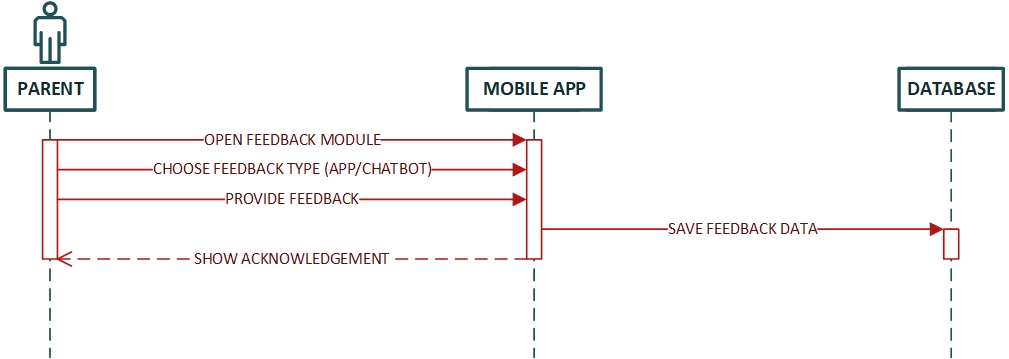 PARENT
MOBILE APP
DATABASE
OPEN FEEDBACK MODULE
CHOOSE FEEDBACK TYPE (APP/CHATBOT)
PROVIDE FEEDBACK
SAVE FEEDBACK DATA
SHOW ACKNOWLEDGEMENT